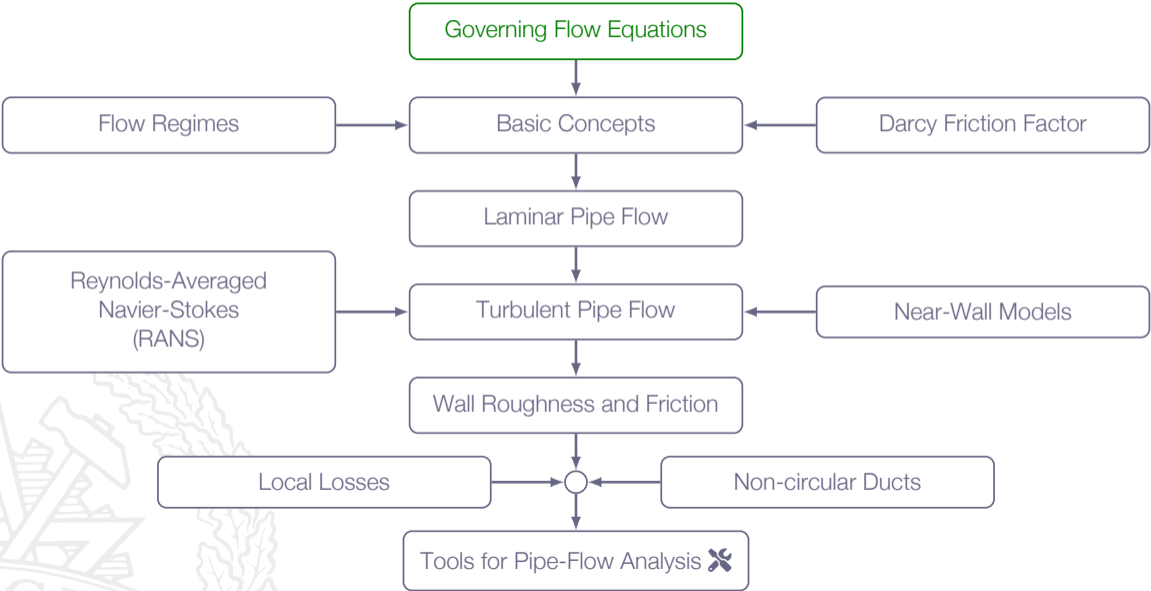 Governing Flow Equations
Flow Regimes
Basic Concepts
Darcy Friction Factor
Laminar Pipe Flow
Reynolds-Averaged
Navier-Stokes
(RANS)
Turbulent Pipe Flow
Near-Wall Models
Wall Roughness and Friction
Local Losses
Non-circular Ducts
Tools for Pipe-Flow Analysis